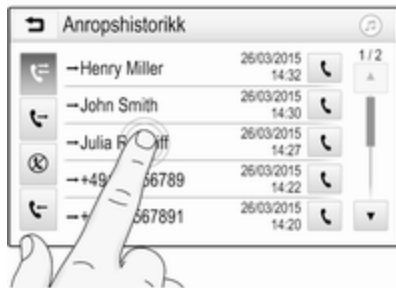 Anropshistorikk
1/2
→Henry Miller 26/03/2015 14:32
→John Smith 26/03/2015 14:30
→Julia 26/03/2015 14:27
26/03/2015 14:22
26/03/2015 14:20